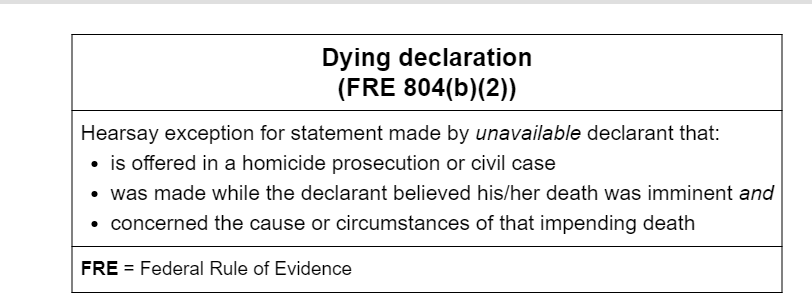 Dying declaration
(FRE 804(b)(2))
Hearsay exception for statement made by unavailable declarant that:
• is offered in a homicide prosecution or civil case
• was made while the declarant believed his/her death was imminent and
• concerned the cause or circumstances of that impending death
FRE = Federal Rule of Evidence